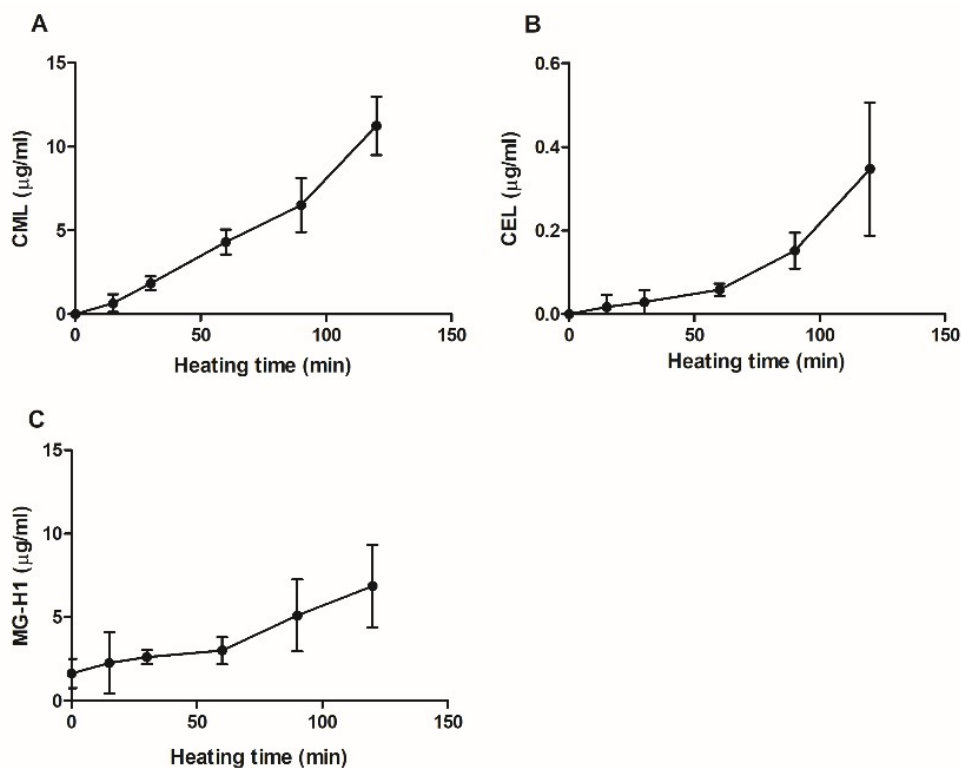 A
15
10
5
0
CML (μg/ml)
0 50 100 150
Heating time (min)
B
0.6
0.4
0.2
0.0
CEL (μg/ml)
0 50 100 150
Heating time (min)
C
15
10
5
0
MG-H1 (μg/ml)
0 50 100 150
Heating time (min)